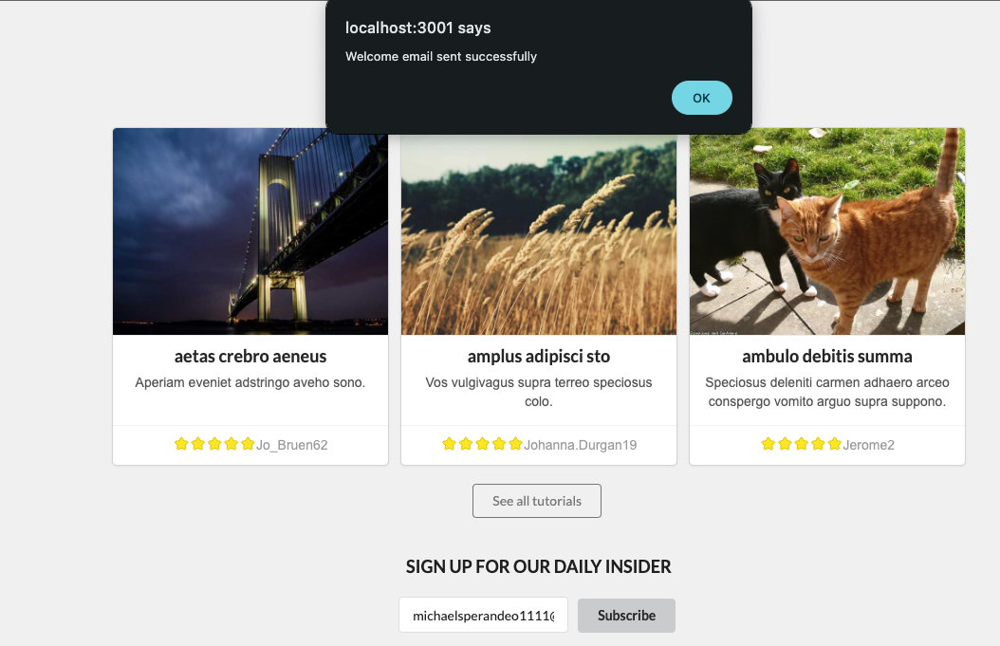 localhost:3001 says
Welcome email sent successfully
OK
aetas crebro aeneus
Aperiam eveniet adstringo aveho sono.
Jo_Bruen62
amplus adipisci sto
Vos vulgivagus supra terreo speciosus
colo.
Johanna.Durgan19
ambulo debitis summa
Speciosus deleniti carmen adhaero arceo
conspergo vomito arguo supra suppono.
Jerome2
See all tutorials
SIGN UP FOR OUR DAILY INSIDER
michaelsperandeo1111@
Subscribe